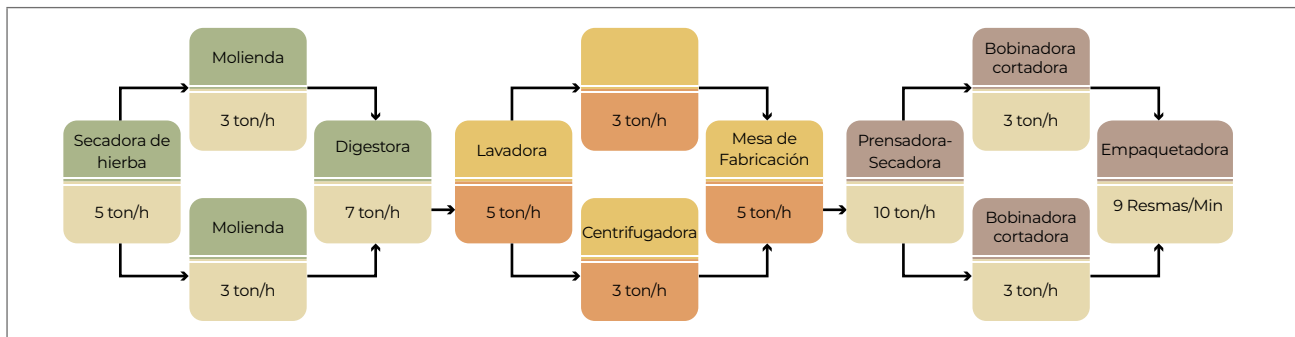 Molienda
3 ton/h
Secadora de
hierba
5 ton/h
Molienda
3 ton/h
Digestora
7 ton/h
Lavadora
5 ton/h
3 ton/h
Centrifugadora
3 ton/h
Mesa de
Fabricación
5 ton/h
Prensadora-
Secadora
10 ton/h
Bobinadora
cortadora
3 ton/h
Bobinadora
cortadora
3 ton/h
Empaquetadora
9 Resmas/Min